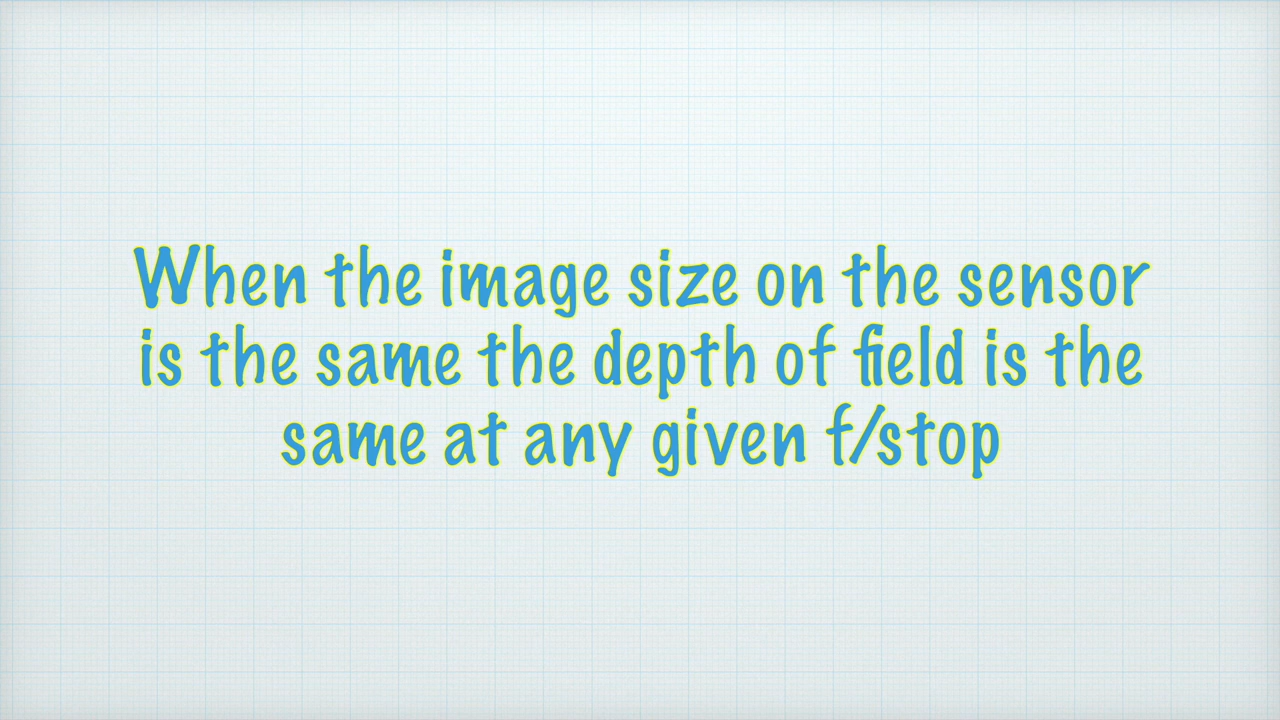 When the image size on the sensor
is the same the depth of field is the
same at any given f/stop